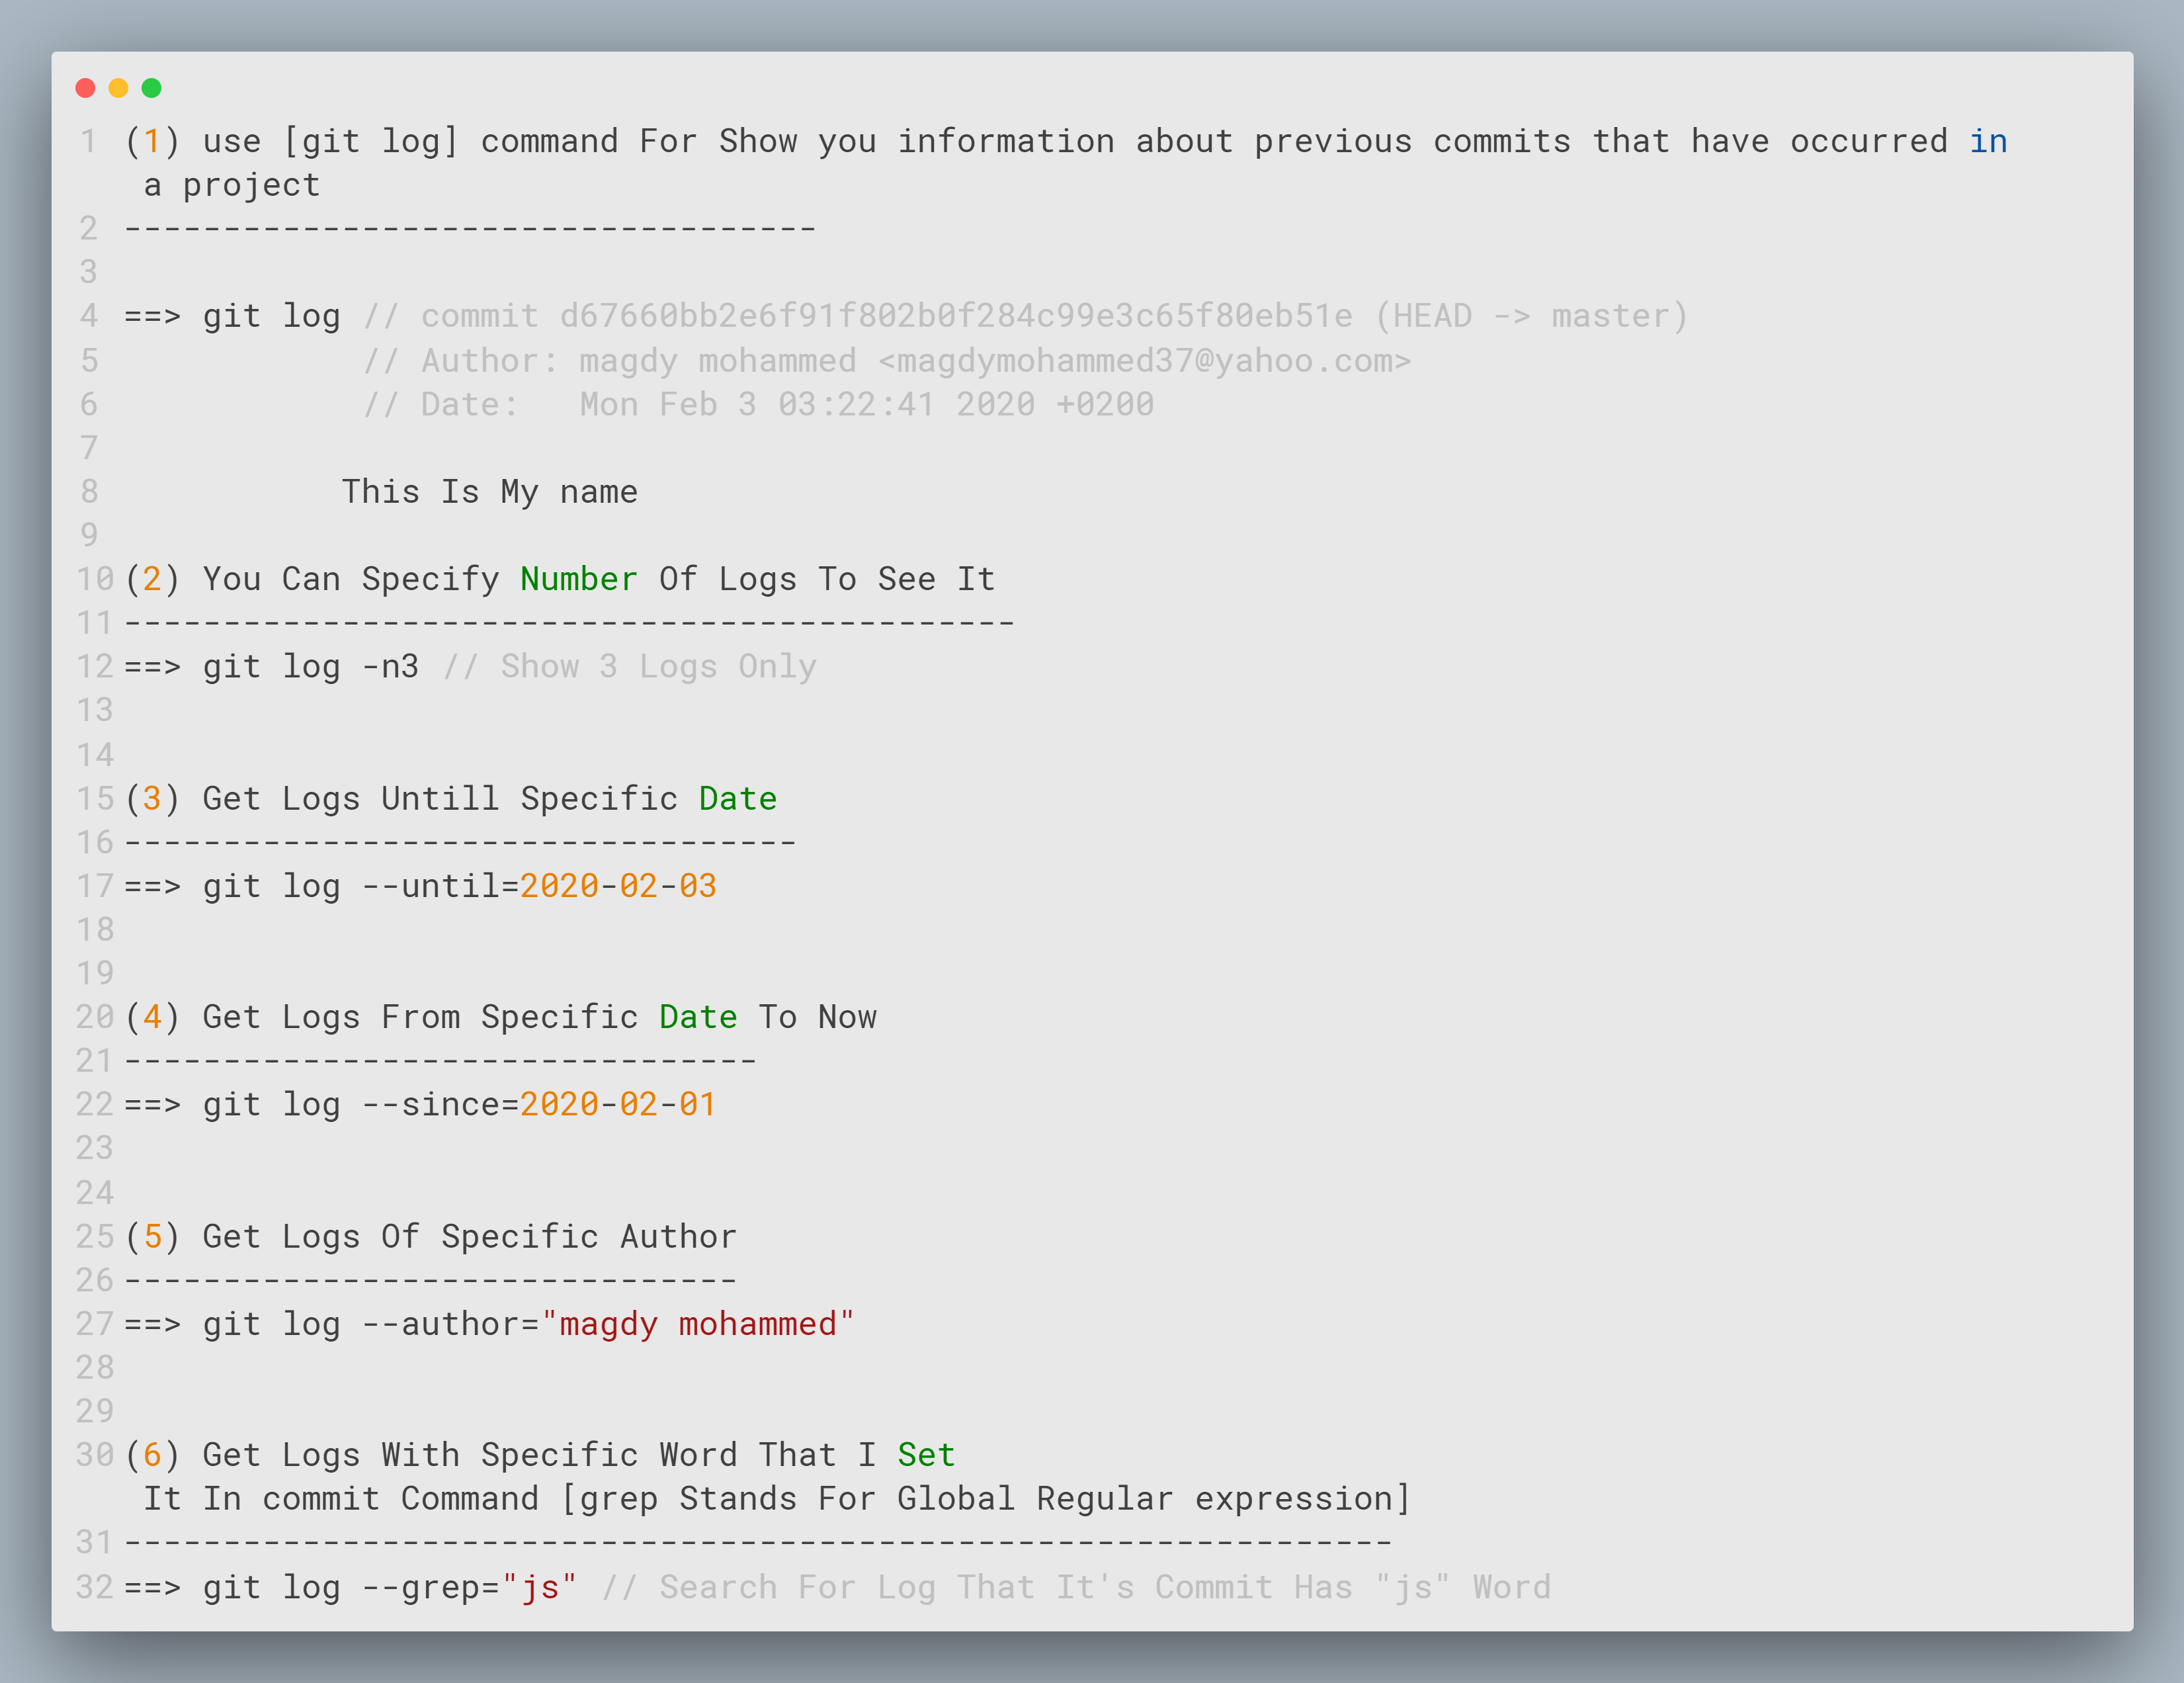 1 (1) use [git log] command For Show you information about previous commits that have occurred in
a project
2 -----------------------------------
3
4 ==> git log // commit d67660bb2e6f91f802b0f284c99e3c65f80eb51e (HEAD -> master)
5 // Author: magdy mohammed <magdymohammed37@yahoo.com>
6 // Date:   Mon Feb 3 03:22:41 2020 +0200
7
8 This Is My name
9
10 (2) You Can Specify Number Of Logs To See It
11 ---------------------------------------------
12 ==> git log -n3 // Show 3 Logs Only
13
14
15 (3) Get Logs Untill Specific Date
16 ----------------------------------
17 ==> git log --until=2020-02-03
18
19
20 (4) Get Logs From Specific Date To Now
21 --------------------------------
22 ==> git log --since=2020-02-01
23
24
25 (5) Get Logs Of Specific Author
26 -------------------------------
27 ==> git log --author="magdy mohammed"
28
29
30 (6) Get Logs With Specific Word That I Set
It In commit Command [grep Stands For Global Regular expression]
31 ----------------------------------------------------------------
32 ==> git log --grep="js" // Search For Log That It's Commit Has "js" Word